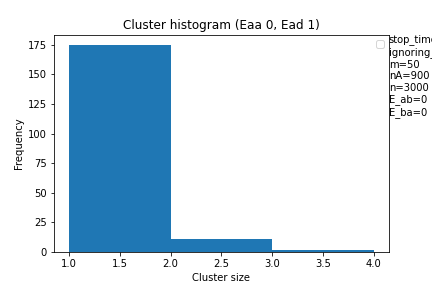 Cluster histogram (Eaa 0, Ead 1)
175
150
125
100
75
50
25
0
Frequency
1.0 1.5 2.0 2.5 3.0 3.5 4.0
Cluster size
stop_time
ignoring_
m=50
nA=900
n=3000
E_ab=0
E_ba=0